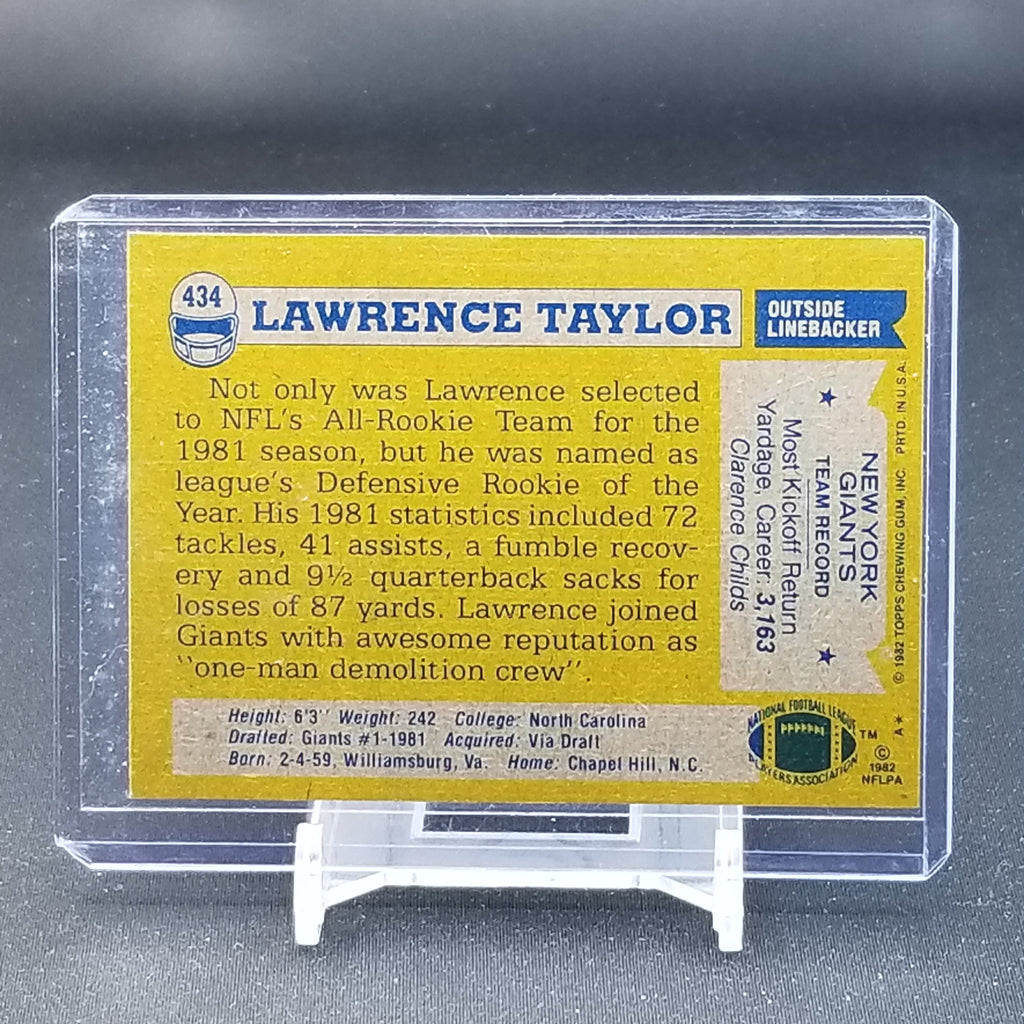 434
LAWRENCE TAYLOR
OUTSIDE
LINEBACKER
Not only was Lawrence selected
to NFL's All-Rookie Team for the
1981 season, but he was named as
league's Defensive Rookie of the
Year. His 1981 statistics included 72
tackles, 41 assists, a fumble recov-
ery and 9½ quarterback sacks for
losses of 87 yards. Lawrence joined
Giants with awesome reputation as
"one-man demolition crew".
NEW YORK
GIANTS
★ TEAM RECORD ★
Most Kickoff Return
Yardage, Career: 3,163
Clarence Childs
© 1982 TOPPS CHEWING GUM, INC. PRTD. IN U.S.A.
Height: 6'3" Weight: 242 College: North Carolina
Drafted: Giants #1-1981 Acquired: Via Draft
Born: 2-4-59, Williamsburg, Va. Home: Chapel Hill, N.C.
NATIONAL FOOTBALL LEAGUE
PLAYERS ASSOCIATION
TM
©
1982
NFLPA
A★